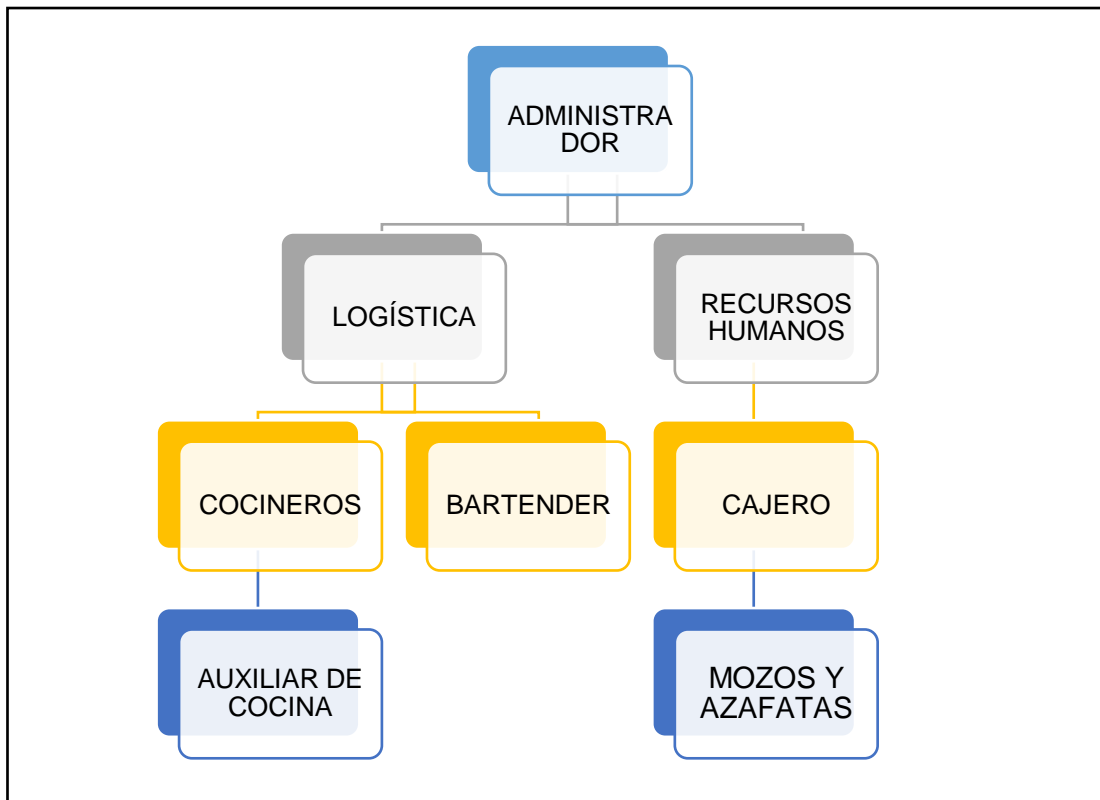 ADMINISTRA
DOR
LOGÍSTICA
RECURSOS
HUMANOS
COCINEROS
BARTENDER
CAJERO
AUXILIAR DE
COCINA
MOZOS Y
AZAFATAS